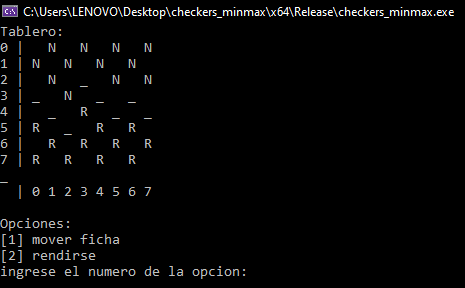 C:\Users\LENOVO\Desktop\checkers_minmax\x64\Release\checkers_minmax.exe
Tablero:
0 |   N   N   N   N
1 | N   N   N   N
2 |   N   _   N   N
3 | _   N   _   _
4 |   _   R   _   _
5 | R   _   R   R
6 |   R   R   R   R
7 | R   R   R   R
_
  | 0 1 2 3 4 5 6 7
Opciones:
[1] mover ficha
[2] rendirse
ingrese el numero de la opcion: